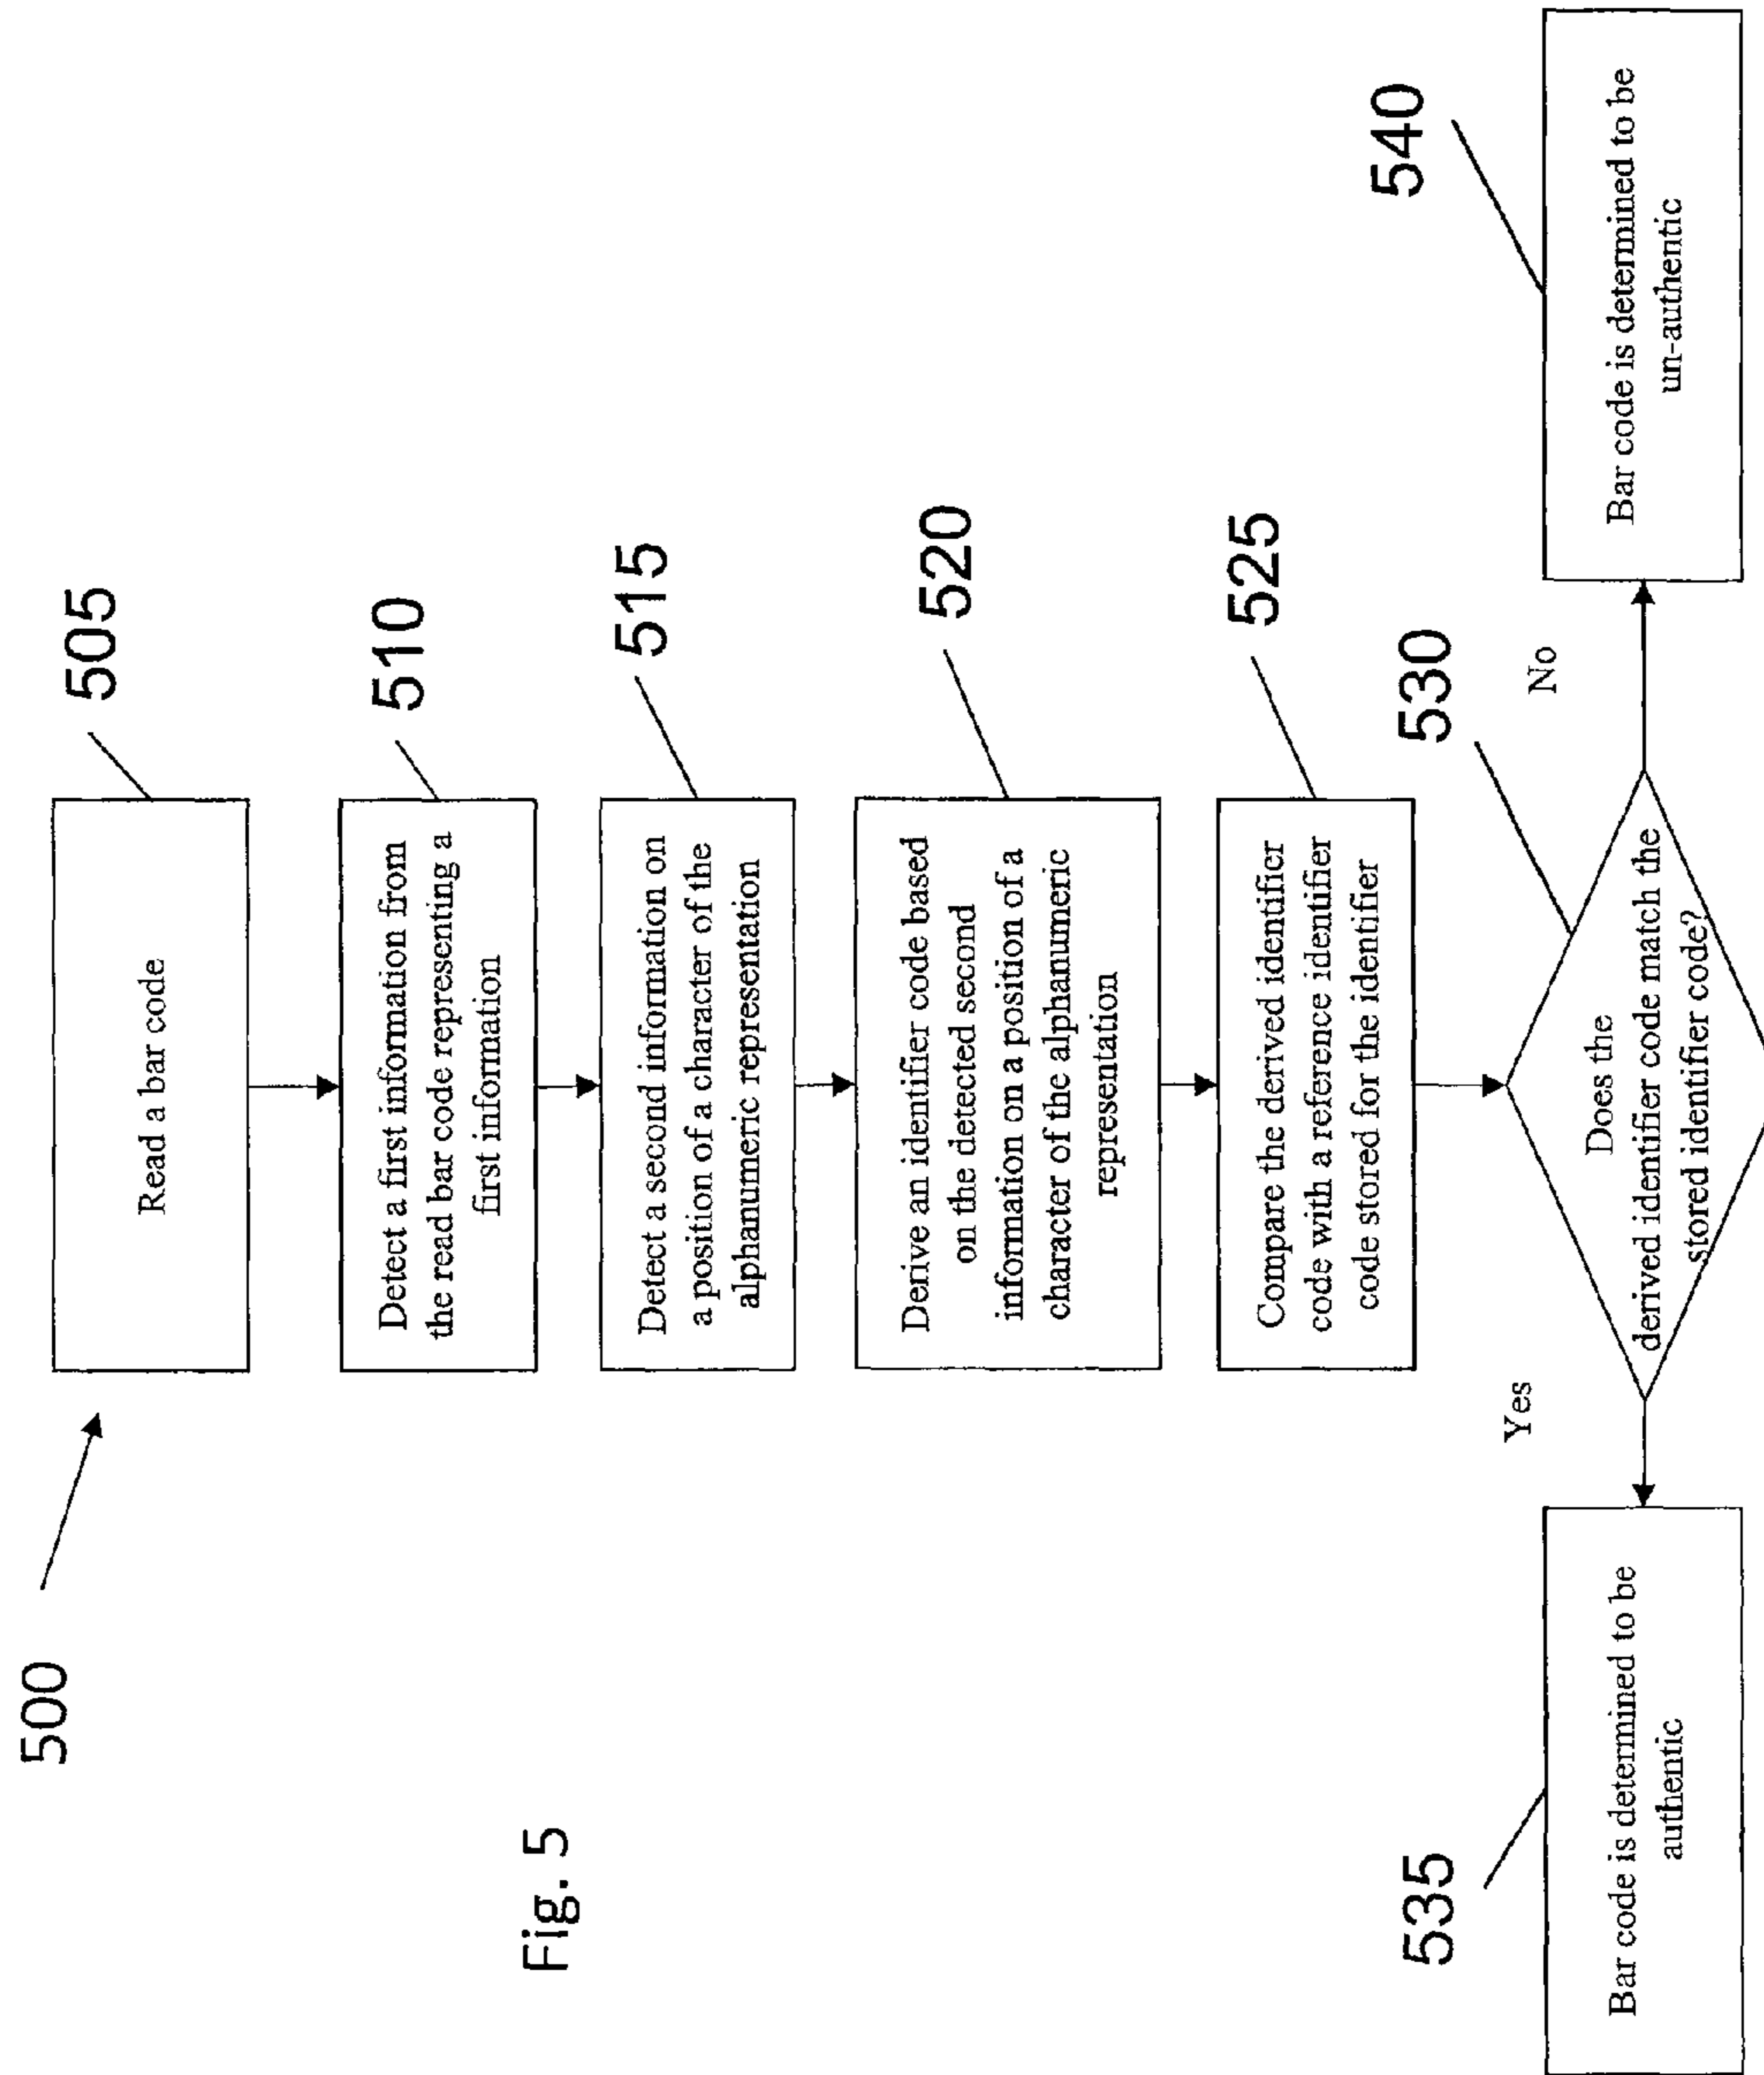 500
505
Read a bar code
510
Detect a first information from
the read bar code representing a
first information
515
Detect a second information on
a position of a character of the
alphanumeric representation
520
Derive an identifier code based
on the detected second
information on a position of a
character of the alphanumeric
representation
525
Compare the derived identifier
code with a reference identifier
code stored for the identifier
530
Does the
derived identifier code match the
stored identifier code?
Yes
No
535
Bar code is determined to be
authentic
540
Bar code is determined to be
un-authentic
Fig. 5